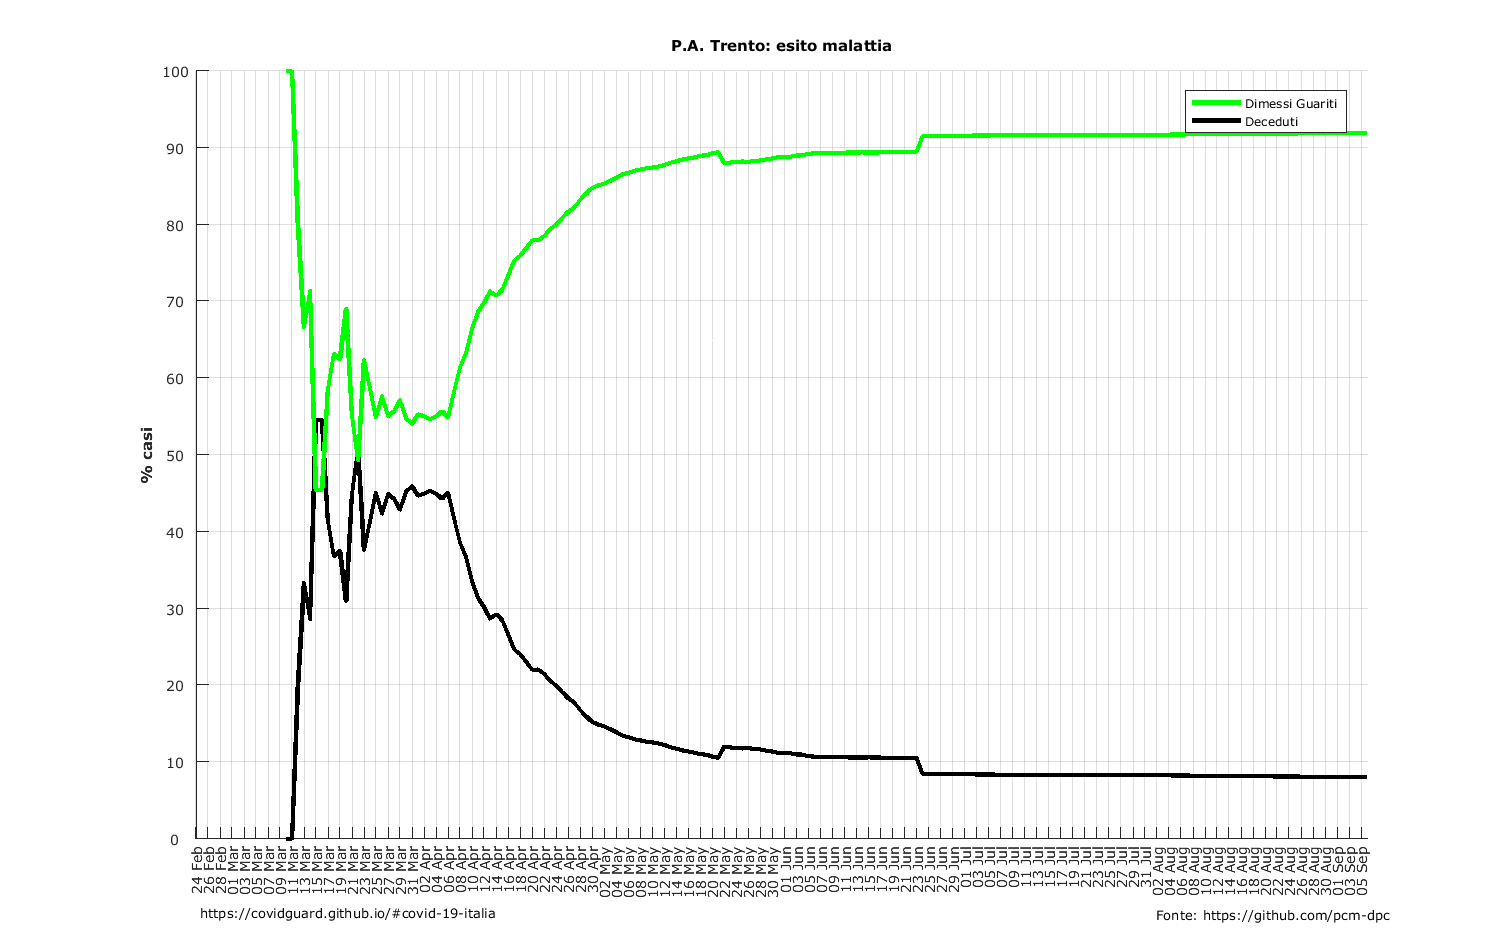 P.A. Trento: esito malattia
100
90
80
70
60
50
40
30
20
10
0
% casi
Dimessi Guariti
Deceduti
24 Feb
26 Feb
28 Feb
01 Mar
03 Mar
05 Mar
07 Mar
09 Mar
11 Mar
13 Mar
15 Mar
17 Mar
19 Mar
21 Mar
23 Mar
25 Mar
27 Mar
29 Mar
31 Mar
02 Apr
04 Apr
06 Apr
08 Apr
10 Apr
12 Apr
14 Apr
16 Apr
18 Apr
20 Apr
22 Apr
24 Apr
26 Apr
28 Apr
30 Apr
02 May
04 May
06 May
08 May
10 May
12 May
14 May
16 May
18 May
20 May
22 May
24 May
26 May
28 May
30 May
01 Jun
03 Jun
05 Jun
07 Jun
09 Jun
11 Jun
13 Jun
15 Jun
17 Jun
19 Jun
21 Jun
23 Jun
25 Jun
27 Jun
29 Jun
01 Jul
03 Jul
05 Jul
07 Jul
09 Jul
11 Jul
13 Jul
15 Jul
17 Jul
19 Jul
21 Jul
23 Jul
25 Jul
27 Jul
29 Jul
31 Jul
02 Aug
04 Aug
06 Aug
08 Aug
10 Aug
12 Aug
14 Aug
16 Aug
18 Aug
20 Aug
22 Aug
24 Aug
26 Aug
28 Aug
30 Aug
01 Sep
03 Sep
05 Sep
https://covidguard.github.io/#covid-19-italia
Fonte: https://github.com/pcm-dpc